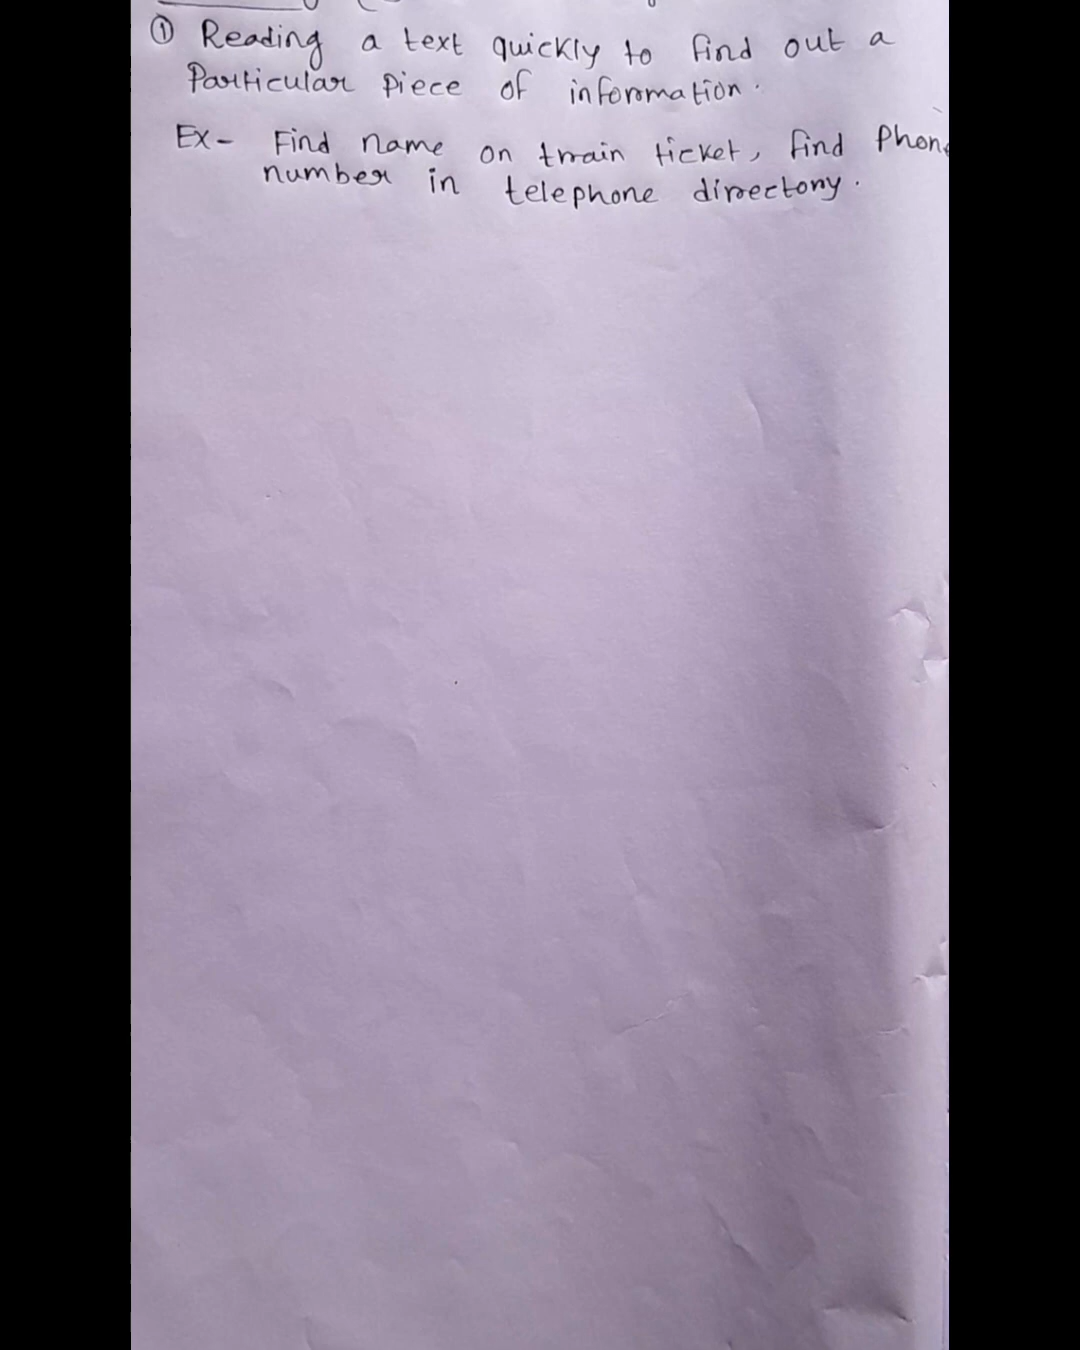 ① Reading a text quickly to find out a
Particular piece of information.
Ex- Find name on train ticket, find phone
number in telephone directory.